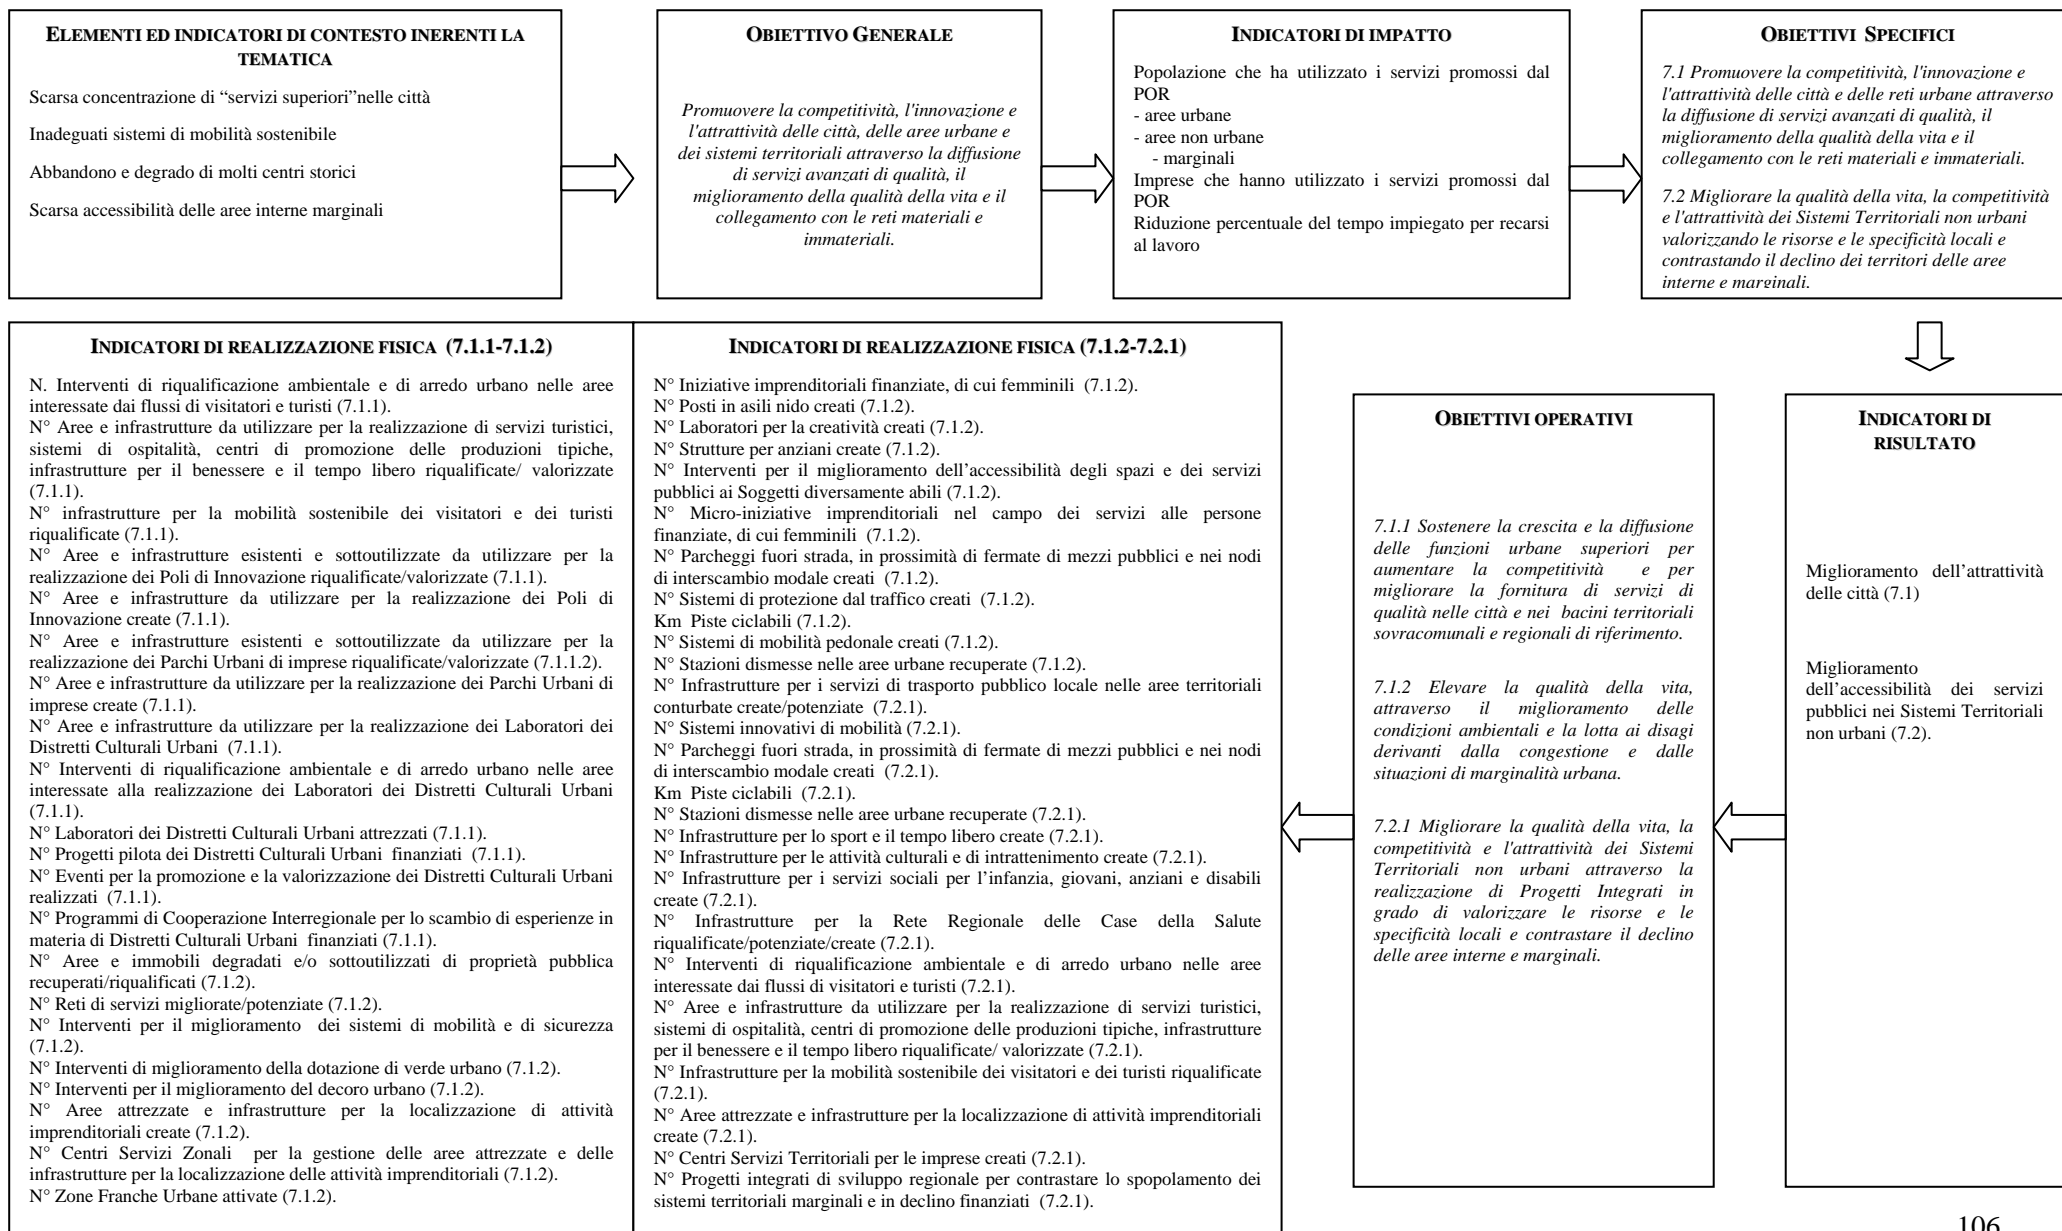 ELEMENTI ED INDICATORI DI CONTESTO INERENTI LA
TEMATICA
Scarsa concentrazione di “servizi superiori”nelle città
Inadeguati sistemi di mobilità sostenibile
Abbandono e degrado di molti centri storici
Scarsa accessibilità delle aree interne marginali
OBIETTIVO GENERALE
Promuovere la competitività, l'innovazione e
l'attrattività delle città, delle aree urbane e
dei sistemi territoriali attraverso la diffusione
di servizi avanzati di qualità, il
miglioramento della qualità della vita e il
collegamento con le reti materiali e
immateriali.
INDICATORI DI IMPATTO
Popolazione che ha utilizzato i servizi promossi dal
POR
- aree urbane
- aree non urbane
- marginali
Imprese che hanno utilizzato i servizi promossi dal
POR
Riduzione percentuale del tempo impiegato per recarsi
al lavoro
OBIETTIVI SPECIFICI
7.1 Promuovere la competitività, l'innovazione e
l'attrattività delle città e delle reti urbane attraverso
la diffusione di servizi avanzati di qualità, il
miglioramento della qualità della vita e il
collegamento con le reti materiali e immateriali.
7.2 Migliorare la qualità della vita, la competitività
e l'attrattività dei Sistemi Territoriali non urbani
valorizzando le risorse e le specificità locali e
contrastando il declino dei territori delle aree
interne e marginali.
INDICATORI DI REALIZZAZIONE FISICA (7.1.1-7.1.2)
N. Interventi di riqualificazione ambientale e di arredo urbano nelle aree
interessate dai flussi di visitatori e turisti (7.1.1).
N° Aree e infrastrutture da utilizzare per la realizzazione di servizi turistici,
sistemi di ospitalità, centri di promozione delle produzioni tipiche,
infrastrutture per il benessere e il tempo libero riqualificate/ valorizzate
(7.1.1).
N° infrastrutture per la mobilità sostenibile dei visitatori e dei turisti
riqualificate (7.1.1).
N° Aree e infrastrutture esistenti e sottoutilizzate da utilizzare per la
realizzazione dei Poli di Innovazione riqualificate/valorizzate (7.1.1).
N° Aree e infrastrutture da utilizzare per la realizzazione dei Poli di
Innovazione create (7.1.1).
N° Aree e infrastrutture esistenti e sottoutilizzate da utilizzare per la
realizzazione dei Parchi Urbani di imprese riqualificate/valorizzate (7.1.1.2).
N° Aree e infrastrutture da utilizzare per la realizzazione dei Parchi Urbani di
imprese create (7.1.1).
N° Aree e infrastrutture da utilizzare per la realizzazione dei Laboratori dei
Distretti Culturali Urbani (7.1.1).
N° Interventi di riqualificazione ambientale e di arredo urbano nelle aree
interessate alla realizzazione dei Laboratori dei Distretti Culturali Urbani
(7.1.1).
N° Laboratori dei Distretti Culturali Urbani attrezzati (7.1.1).
N° Progetti pilota dei Distretti Culturali Urbani finanziati (7.1.1).
N° Eventi per la promozione e la valorizzazione dei Distretti Culturali Urbani
realizzati (7.1.1).
N° Programmi di Cooperazione Interregionale per lo scambio di esperienze in
materia di Distretti Culturali Urbani finanziati (7.1.1).
N° Aree e immobili degradati e/o sottoutilizzati di proprietà pubblica
recuperati/riqualificati (7.1.2).
N° Reti di servizi migliorate/potenziate (7.1.2).
N° Interventi per il miglioramento dei sistemi di mobilità e di sicurezza
(7.1.2).
N° Interventi di miglioramento della dotazione di verde urbano (7.1.2).
N° Interventi per il miglioramento del decoro urbano (7.1.2).
N° Aree attrezzate e infrastrutture per la localizzazione di attività
imprenditoriali create (7.1.2).
N° Centri Servizi Zonali per la gestione delle aree attrezzate e delle
infrastrutture per la localizzazione delle attività imprenditoriali (7.1.2).
N° Zone Franche Urbane attivate (7.1.2).
INDICATORI DI REALIZZAZIONE FISICA (7.1.2-7.2.1)
N° Iniziative imprenditoriali finanziate, di cui femminili (7.1.2).
N° Posti in asili nido creati (7.1.2).
N° Laboratori per la creatività creati (7.1.2).
N° Strutture per anziani create (7.1.2).
N° Interventi per il miglioramento dell’accessibilità degli spazi e dei servizi
pubblici ai Soggetti diversamente abili (7.1.2).
N° Micro-iniziative imprenditoriali nel campo dei servizi alle persone
finanziate, di cui femminili (7.1.2).
N° Parcheggi fuori strada, in prossimità di fermate di mezzi pubblici e nei nodi
di interscambio modale creati (7.1.2).
N° Sistemi di protezione dal traffico creati (7.1.2).
Km Piste ciclabili (7.1.2).
N° Sistemi di mobilità pedonale creati (7.1.2).
N° Stazioni dismesse nelle aree urbane recuperate (7.1.2).
N° Infrastrutture per i servizi di trasporto pubblico locale nelle aree territoriali
conturbate create/potenziate (7.2.1).
N° Sistemi innovativi di mobilità (7.2.1).
N° Parcheggi fuori strada, in prossimità di fermate di mezzi pubblici e nei nodi
di interscambio modale creati (7.2.1).
Km Piste ciclabili (7.2.1).
N° Stazioni dismesse nelle aree urbane recuperate (7.2.1).
N° Infrastrutture per lo sport e il tempo libero create (7.2.1).
N° Infrastrutture per le attività culturali e di intrattenimento create (7.2.1).
N° Infrastrutture per i servizi sociali per l’infanzia, giovani, anziani e disabili
create (7.2.1).
N° Infrastrutture per la Rete Regionale delle Case della Salute
riqualificate/potenziate/create (7.2.1).
N° Interventi di riqualificazione ambientale e di arredo urbano nelle aree
interessate dai flussi di visitatori e turisti (7.2.1).
N° Aree e infrastrutture da utilizzare per la realizzazione di servizi turistici,
sistemi di ospitalità, centri di promozione delle produzioni tipiche, infrastrutture
per il benessere e il tempo libero riqualificate/ valorizzate (7.2.1).
N° Infrastrutture per la mobilità sostenibile dei visitatori e dei turisti riqualificate
(7.2.1).
N° Aree attrezzate e infrastrutture per la localizzazione di attività imprenditoriali
create (7.2.1).
N° Centri Servizi Territoriali per le imprese creati (7.2.1).
N° Progetti integrati di sviluppo regionale per contrastare lo spopolamento dei
sistemi territoriali marginali e in declino finanziati (7.2.1).
OBIETTIVI OPERATIVI
7.1.1 Sostenere la crescita e la diffusione
delle funzioni urbane superiori per
aumentare la competitività e per
migliorare la fornitura di servizi di
qualità nelle città e nei bacini territoriali
sovracomunali e regionali di riferimento.
7.1.2 Elevare la qualità della vita,
attraverso il miglioramento delle
condizioni ambientali e la lotta ai disagi
derivanti dalla congestione e dalle
situazioni di marginalità urbana.
7.2.1 Migliorare la qualità della vita, la
competitività e l'attrattività dei Sistemi
Territoriali non urbani attraverso la
realizzazione di Progetti Integrati in
grado di valorizzare le risorse e le
specificità locali e contrastare il declino
delle aree interne e marginali.
INDICATORI DI
RISULTATO
Miglioramento dell’attrattività
delle città (7.1)
Miglioramento
dell’accessibilità dei servizi
pubblici nei Sistemi Territoriali
non urbani (7.2).
106